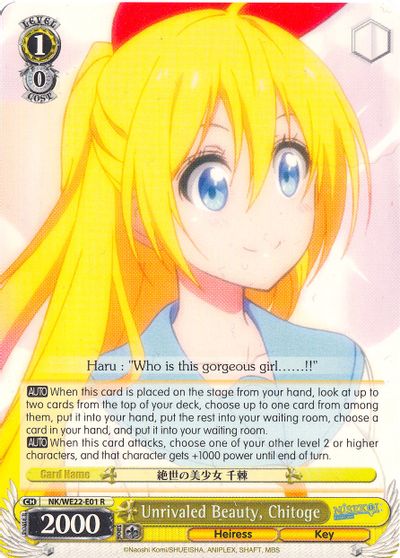 LEVEL
1
0
COST
Haru : "Who is this gorgeous girl……!!"
AUTO When this card is placed on the stage from your hand, look at up
to two cards from the top of your deck, choose up to one card from among
them, put it into your hand, put the rest into your waiting room, choose a
card in your hand, and put it into your waiting room.
AUTO When this card attacks, choose one of your other level 2 or higher
characters, and that character gets +1000 power until end of turn.
Card Name 絶世の美少女 千棘
CH NK/WE22-E01 R
POWER 2000 SOUL Unrivaled Beauty, Chitoge NISEKOI
Heiress Key
©Naoshi Komi/SHUEISHA, ANIPLEX, SHAFT, MBS